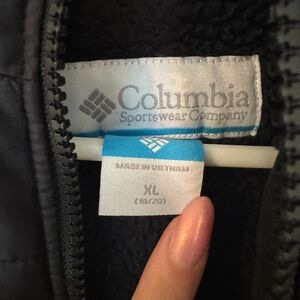 Columbia
Sportswear Company
MADE IN VIETNAM
XL
(18/20)